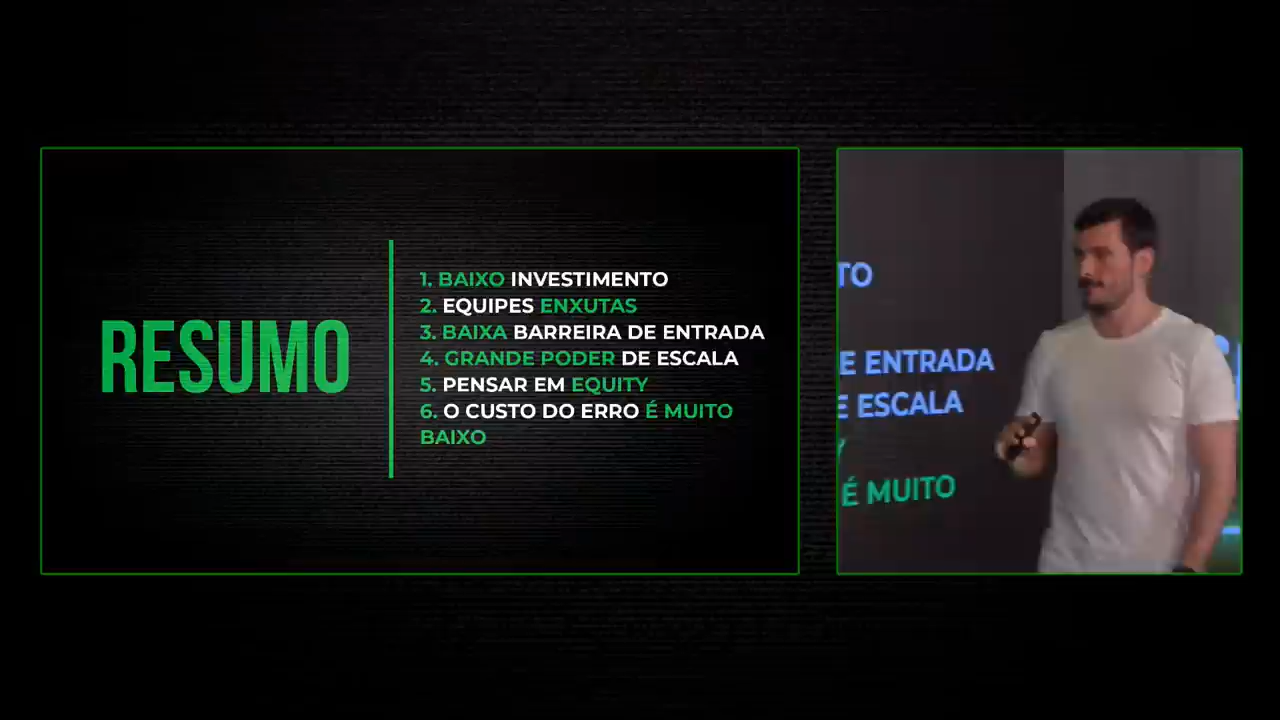 RESUMO
1. BAIXO INVESTIMENTO
2. EQUIPES ENXUTAS
3. BAIXA BARREIRA DE ENTRADA
4. GRANDE PODER DE ESCALA
5. PENSAR EM EQUITY
6. O CUSTO DO ERRO É MUITO
BAIXO
TO
E ENTRADA
E ESCALA
Y
É MUITO